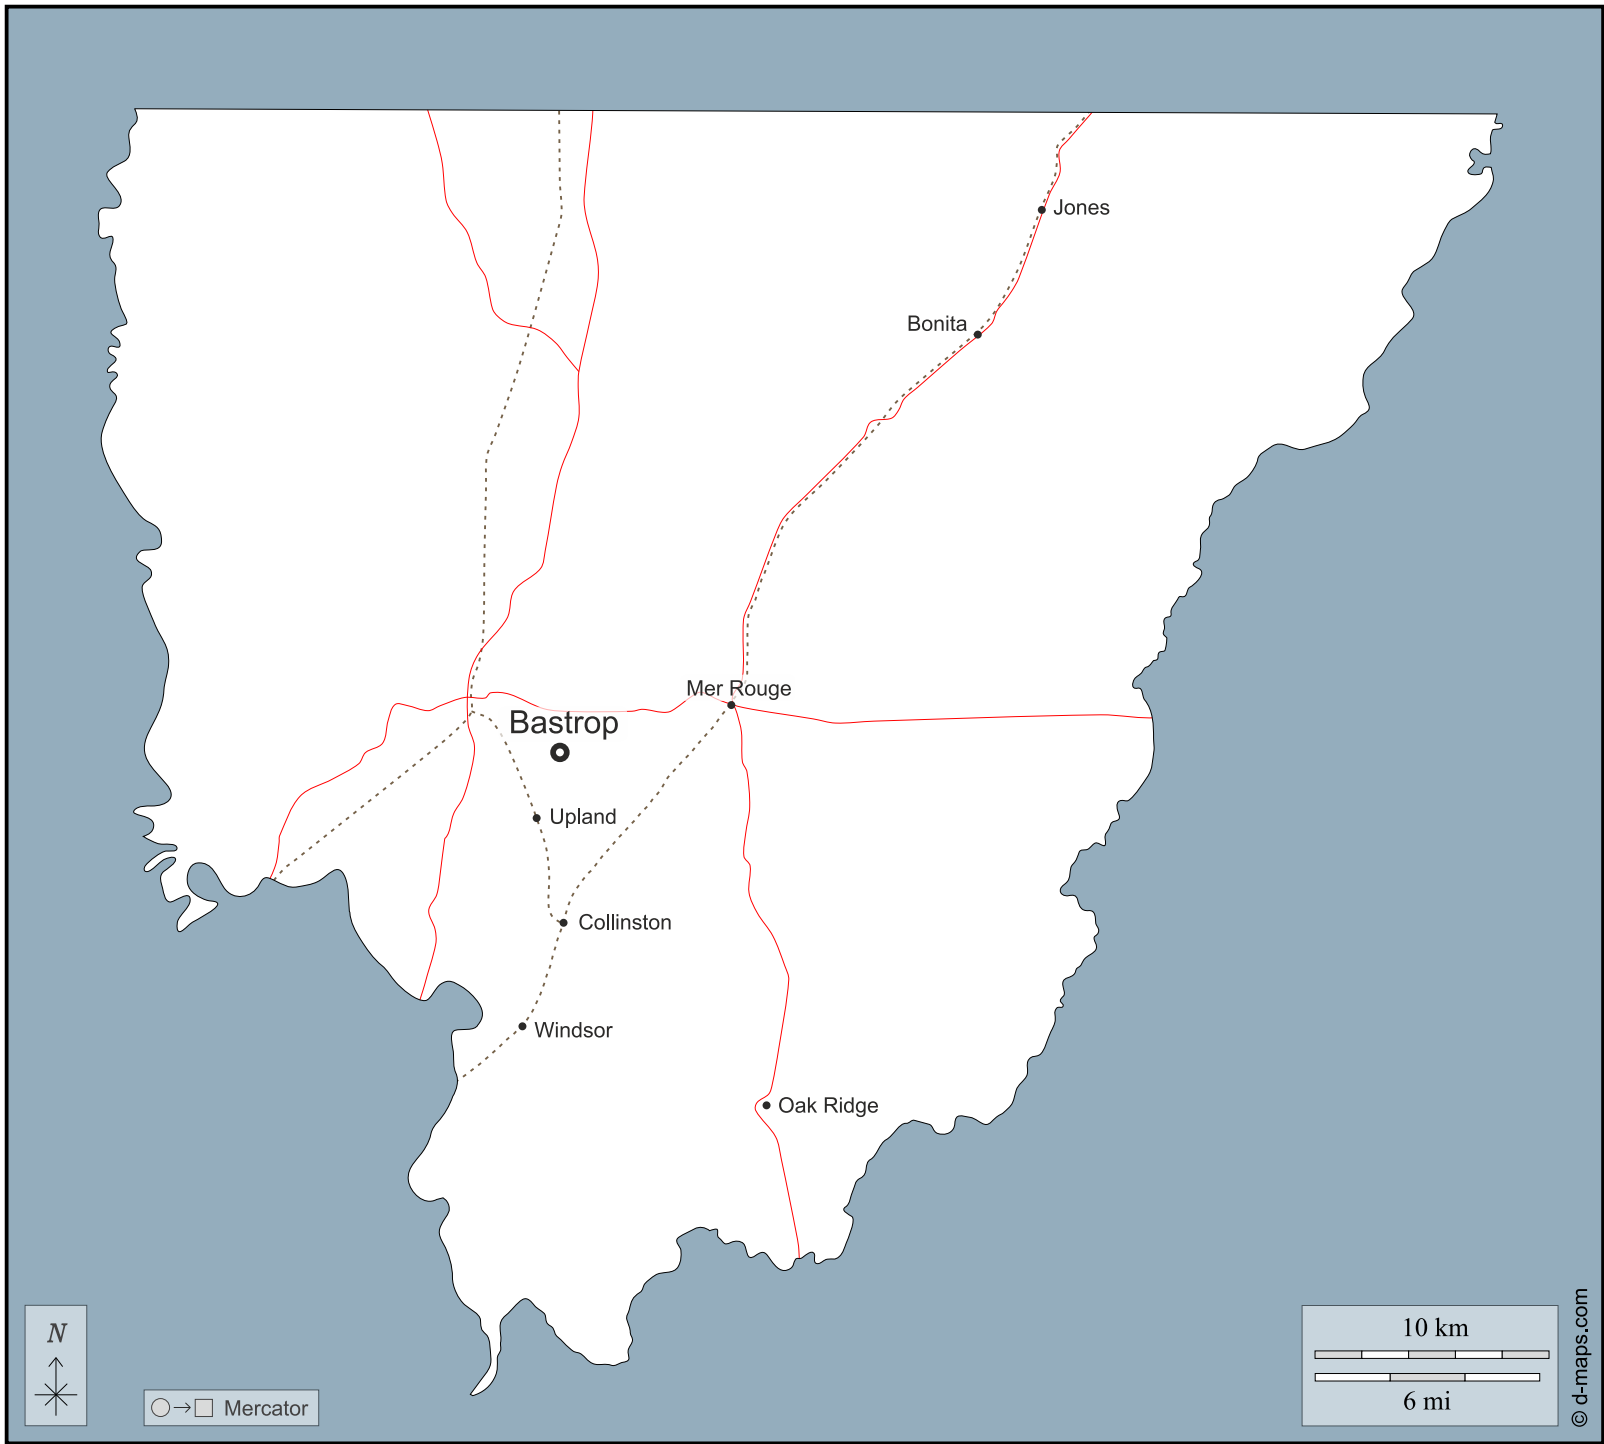 Jones
Bonita
Mer Rouge
Bastrop
Upland
Collinston
Windsor
Oak Ridge
N
Mercator
10 km
6 mi
© d-maps.com